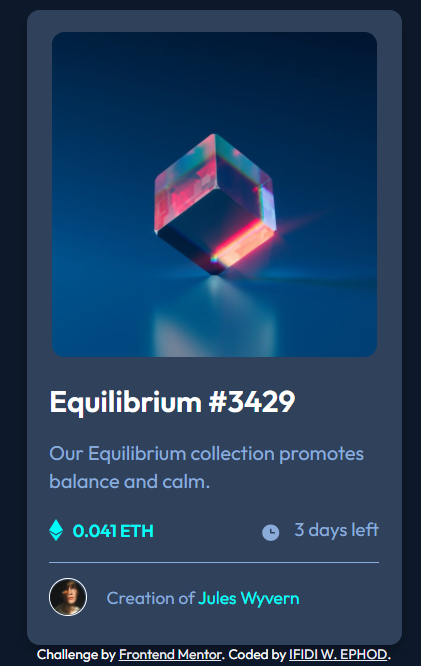 Equilibrium #3429
Our Equilibrium collection promotes
balance and calm.
0.041 ETH 3 days left
Creation of Jules Wyvern
Challenge by Frontend Mentor. Coded by IFIDI W. EPHOD.